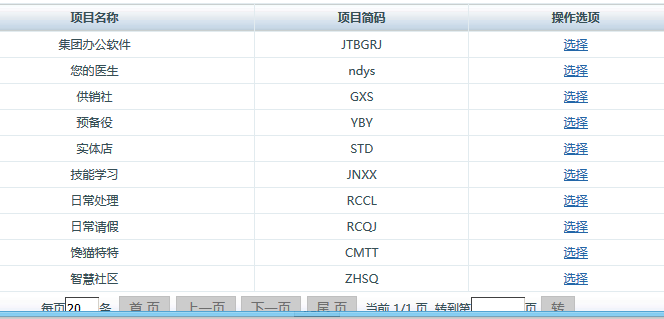 项目名称 项目简码 操作选项
集团办公软件 JTBGRJ 选择
您的医生 ndys 选择
供销社 GXS 选择
预备役 YBY 选择
实体店 STD 选择
技能学习 JNXX 选择
日常处理 RCCL 选择
日常请假 RCQJ 选择
馋猫特特 CMTT 选择
智慧社区 ZHSQ 选择
每页20条 首 页 上一页 下一页 尾 页 当前 1/1 页 转到第 页 转